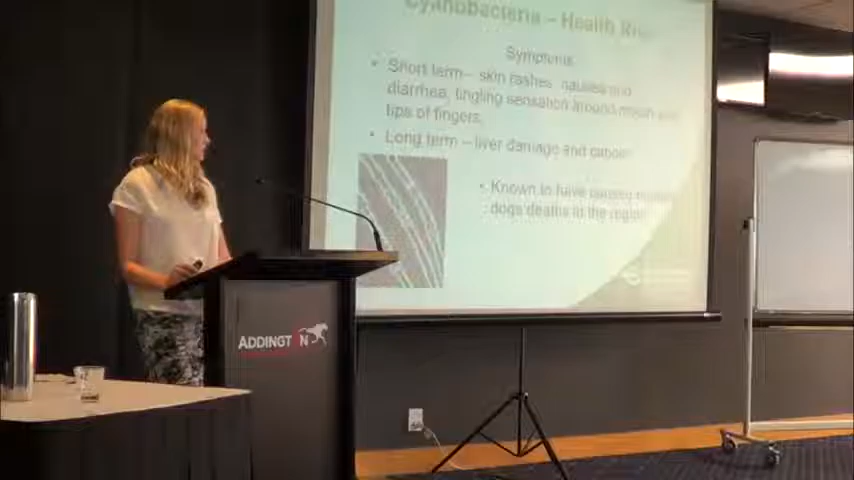 Cyanobacteria – Health Risk
Symptoms
• Short term – skin rashes, nausea and
diarrhea, tingling sensation around mouth and
tips of fingers.
• Long term – liver damage and cancer
• Known to have caused
dogs deaths in the region
ADDINGTON